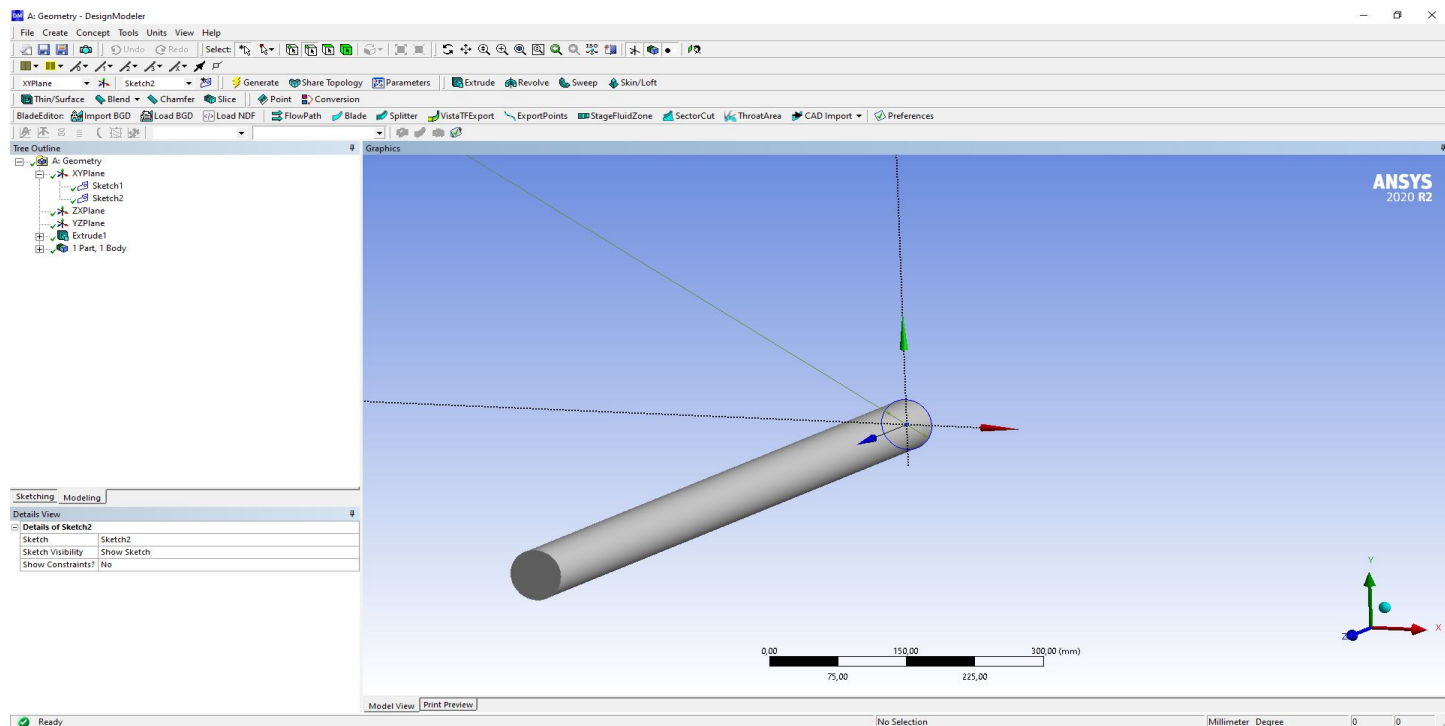 DM A: Geometry - DesignModeler
File Create Concept Tools Units View Help
Undo Redo Select:
XYPlane Sketch2 Generate Share Topology Parameters Extrude Revolve Sweep Skin/Loft
Thin/Surface Blend Chamfer Slice Point Conversion
BladeEditor: Import BGD Load BGD Load NDF FlowPath Blade Splitter VistaTFExport ExportPoints StageFluidZone SectorCut ThroatArea CAD Import Preferences
Tree Outline
Graphics
A: Geometry
XYPlane
Sketch1
Sketch2
ZXPlane
YZPlane
Extrude1
1 Part, 1 Body
ANSYS
2020 R2
Sketching Modeling
Details View
Details of Sketch2
Sketch Sketch2
Sketch Visibility Show Sketch
Show Constraints? No
Y
X
Z
0,00 150,00 300,00 (mm)
75,00 225,00
Model View Print Preview
Ready No Selection Millimeter Degree 0 0